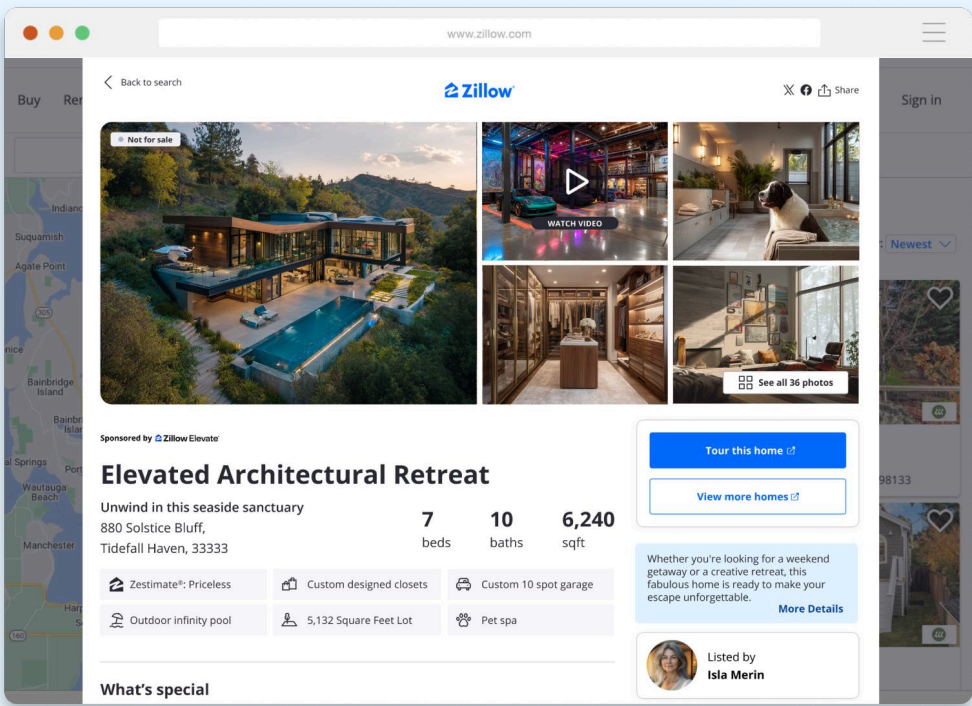 www.zillow.com
Back to search
Zillow
Share
Buy
Sign in
Not for sale
WATCH VIDEO
See all 36 photos
Suquamish
Agate Point
305
Bainbridge
Island
Manchester
160
Wautauga
Beach
Newest
98133
Sponsored by Zillow Elevate
Elevated Architectural Retreat
Unwind in this seaside sanctuary
880 Solstice Bluff,
Tidefall Haven, 33333
7 10 6,240
beds baths sqft
Zestimate®: Priceless Custom designed closets Custom 10 spot garage
Outdoor infinity pool 5,132 Square Feet Lot Pet spa
What's special
Tour this home
View more homes
Whether you're looking for a weekend
getaway or a creative retreat, this
fabulous home is ready to make your
escape unforgettable.
More Details
Listed by
Isla Merin